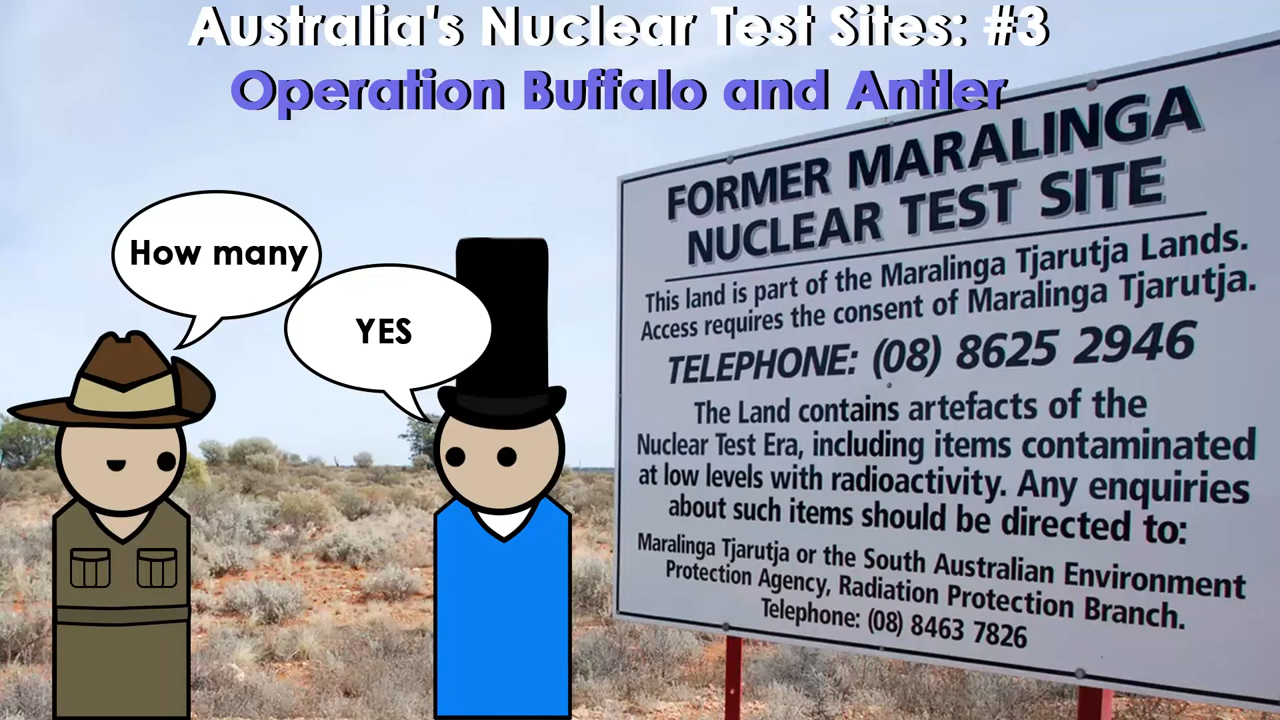 Australia's Nuclear Test Sites: #3
Operation Buffalo and Antler
How many
YES
FORMER MARALINGA
NUCLEAR TEST SITE
This land is part of the Maralinga Tjarutja Lands.
Access requires the consent of Maralinga Tjarutja.
TELEPHONE: (08) 8625 2946
The Land contains artefacts of the
Nuclear Test Era, including items contaminated
at low levels with radioactivity. Any enquiries
about such items should be directed to:
Maralinga Tjarutja or the South Australian Environment
Protection Agency, Radiation Protection Branch.
Telephone: (08) 8463 7826